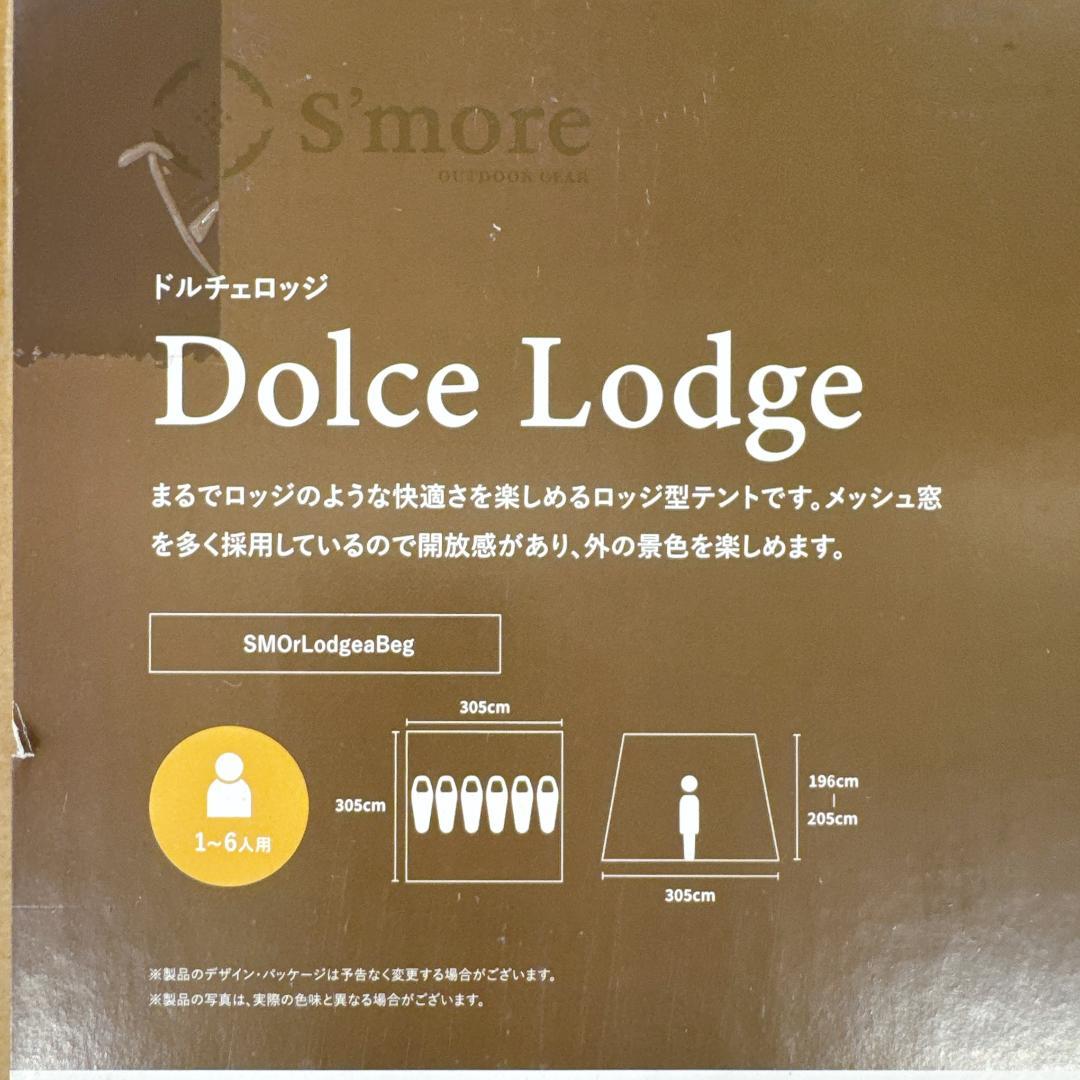 S'more
OUTDOOR GEAR
ドルチェロッジ
Dolce Lodge
まるでロッジのような快適さを楽しめるロッジ型テントです。メッシュ窓
を多く採用しているので開放感があり、外の景色を楽しめます。
SMOrLodgeaBeg
305cm
305cm
1~6人用
196cm
205cm
305cm
※製品のデザイン・パッケージは予告なく変更する場合がございます。
※製品の写真は、実際の色味と異なる場合がございます。